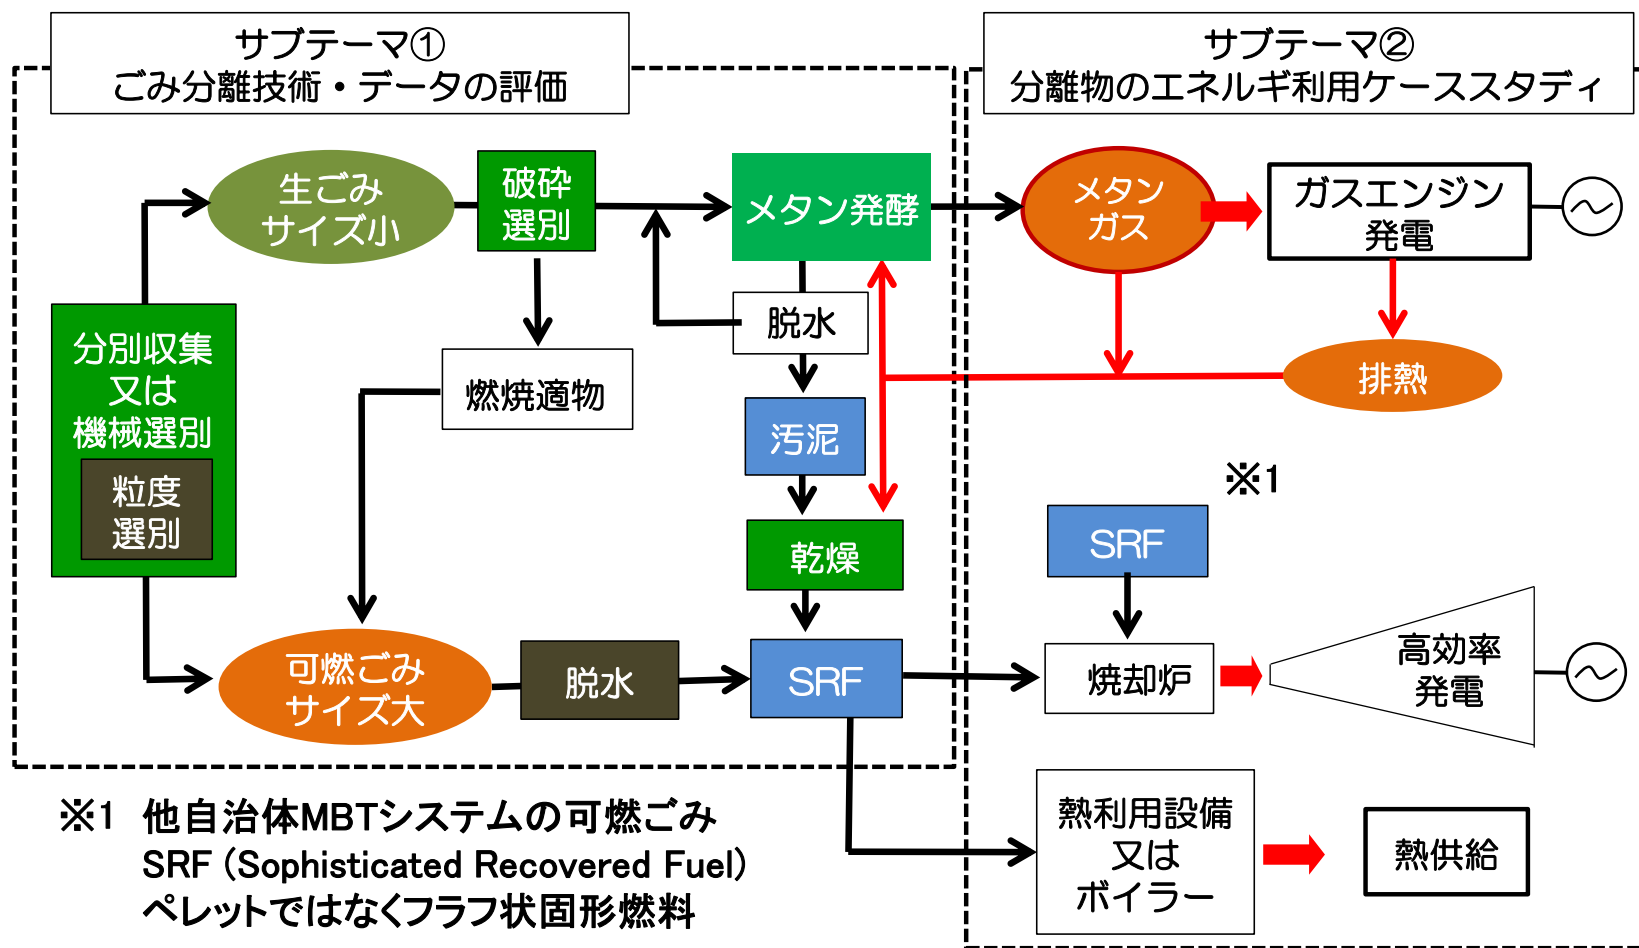 サブテーマ①
ごみ分離技術・データの評価
サブテーマ②
分離物のエネルギ利用ケーススタディ
生ごみ
サイズ小
破砕
選別
メタン発酵
メタン
ガス
ガスエンジン
発電
脱水
分別収集
又は
機械選別
粒度
選別
燃焼適物
排熱
汚泥
※1
SRF
乾燥
可燃ごみ
サイズ大
脱水
SRF
焼却炉
高効率
発電
熱利用設備
又は
ボイラー
熱供給
※1 他自治体MBTシステムの可燃ごみ
SRF (Sophisticated Recovered Fuel)
ペレットではなくフラフ状固形燃料